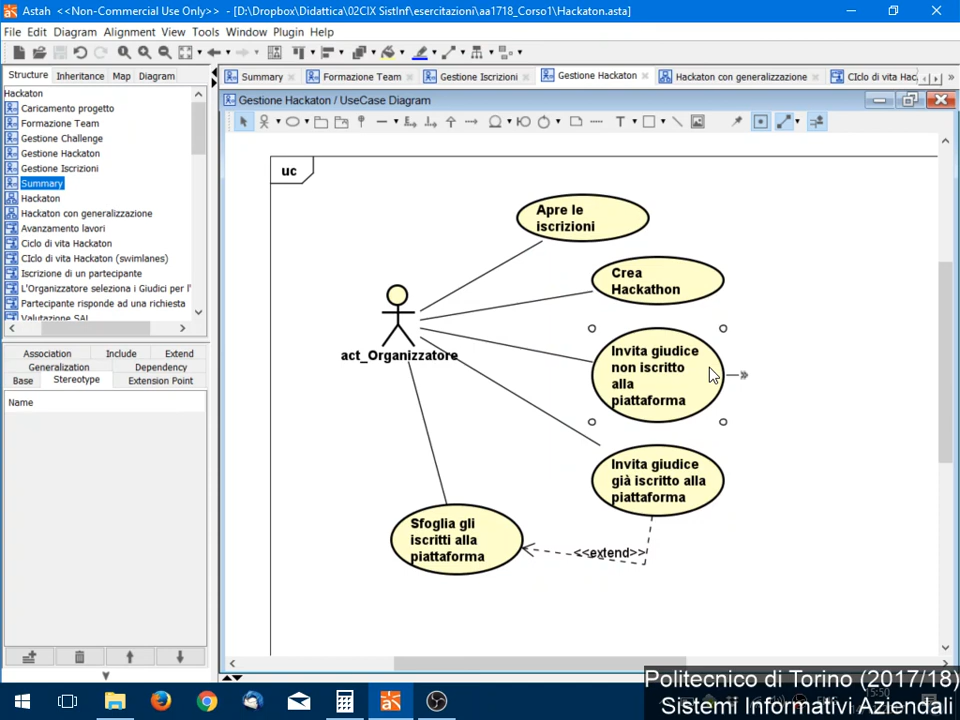 Astah <<Non-Commercial Use Only>> - [D:\Dropbox\Didattica\02CIX SistInf\esercitazioni\aa1718_Corso1\Hackaton.asta]
File Edit Diagram Alignment View Tools Window Plugin Help
Structure Inheritance Map Diagram
Summary Formazione Team Gestione Iscrizioni Gestione Hackaton Hackaton con generalizzazione CIclo di vita Hac
Hackaton
Caricamento progetto
Formazione Team
Gestione Challenge
Gestione Hackaton
Gestione Iscrizioni
Summary
Hackaton
Hackaton con generalizzazione
Avanzamento lavori
Ciclo di vita Hackaton
CIclo di vita Hackaton (swimlanes)
Iscrizione di un partecipante
L'Organizzatore seleziona i Giudici per l'
Partecipante risponde ad una richiesta
Valutazione SAL
Association Include Extend
Generalization Dependency
Base Stereotype Extension Point
Name
Gestione Hackaton / UseCase Diagram
uc
Apre le
iscrizioni
Crea
Hackathon
act_Organizzatore
Invita giudice
non iscritto
alla
piattaforma
Invita giudice
già iscritto alla
piattaforma
Sfoglia gli
iscritti alla
piattaforma
<<extend>>
Politecnico di Torino (2017/18)
Sistemi Informativi Aziendali